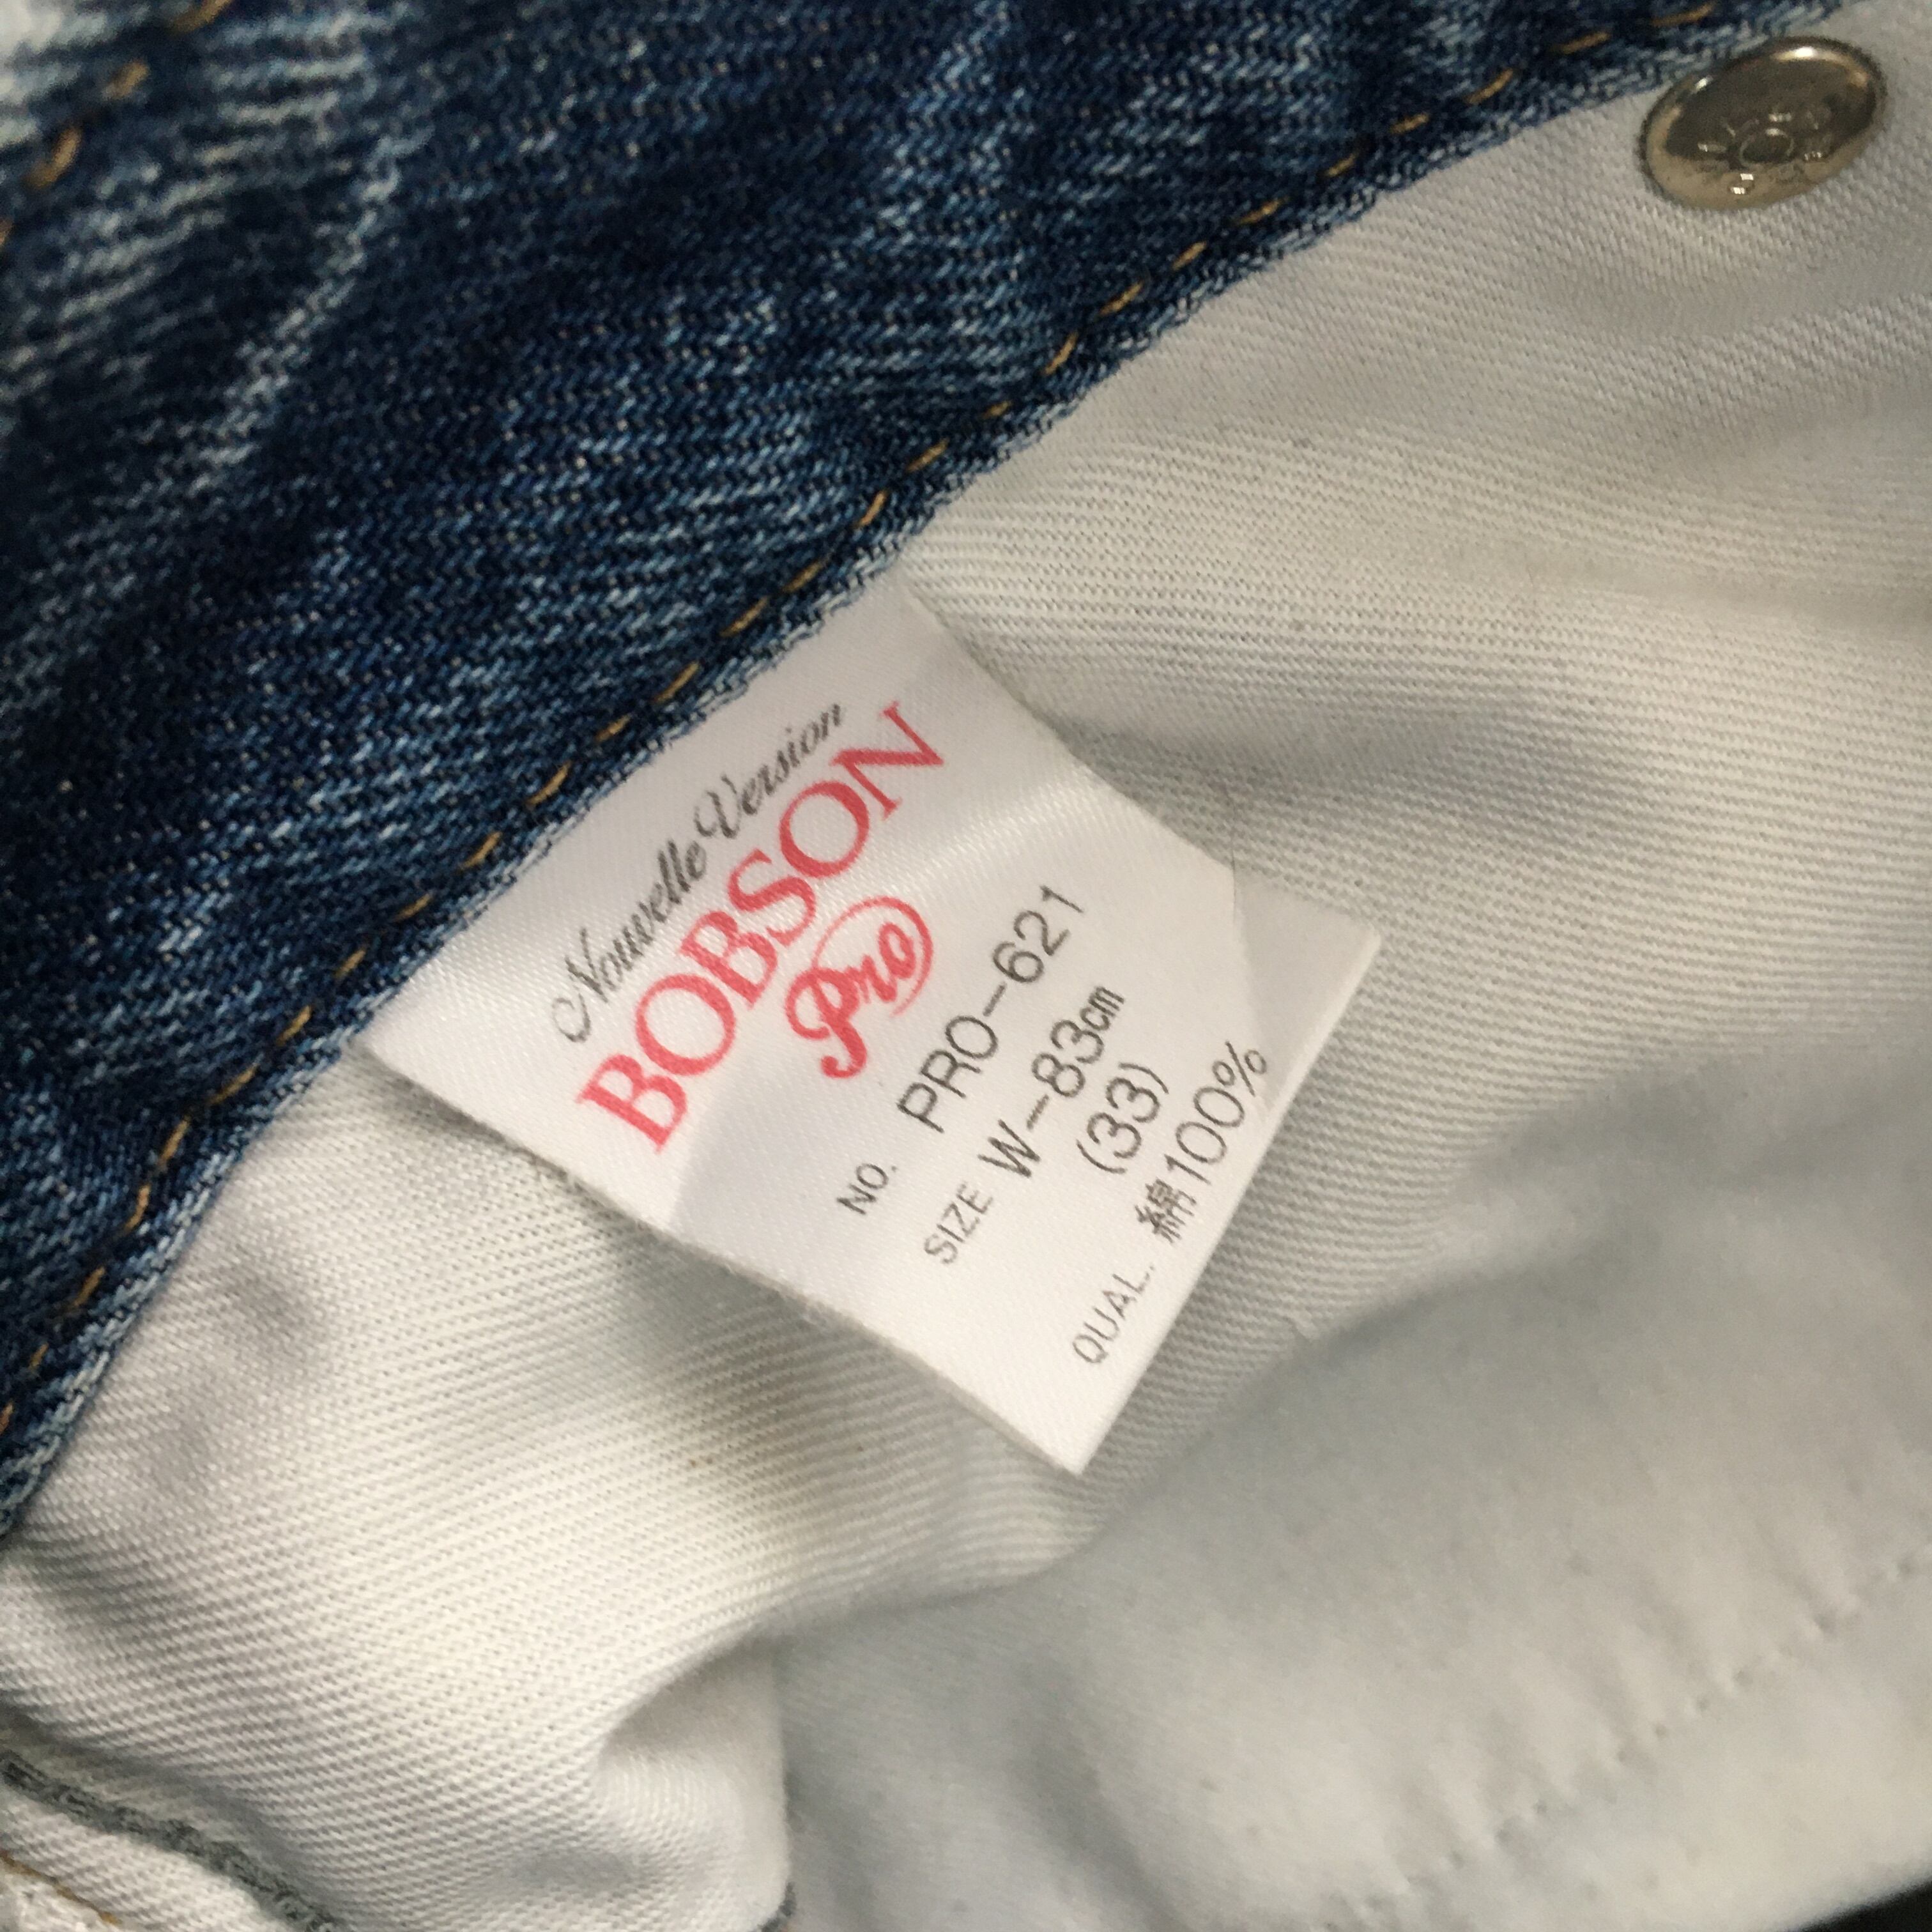 Nouvelle Version
BOBSON
Pro
NO. PRO-621
SIZE W-83㎝
(33)
QUAL. 綿100%